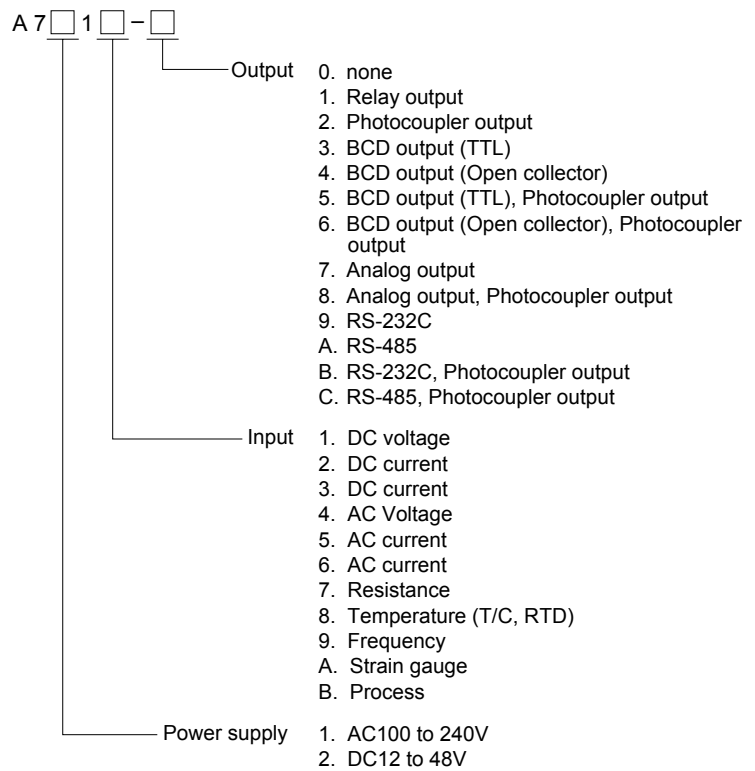 A 7□ 1 □ – □
Output
0. none
1. Relay output
2. Photocoupler output
3. BCD output (TTL)
4. BCD output (Open collector)
5. BCD output (TTL), Photocoupler output
6. BCD output (Open collector), Photocoupler
output
7. Analog output
8. Analog output, Photocoupler output
9. RS-232C
A. RS-485
B. RS-232C, Photocoupler output
C. RS-485, Photocoupler output
Input
1. DC voltage
2. DC current
3. DC current
4. AC Voltage
5. AC current
6. AC current
7. Resistance
8. Temperature (T/C, RTD)
9. Frequency
A. Strain gauge
B. Process
Power supply
1. AC100 to 240V
2. DC12 to 48V